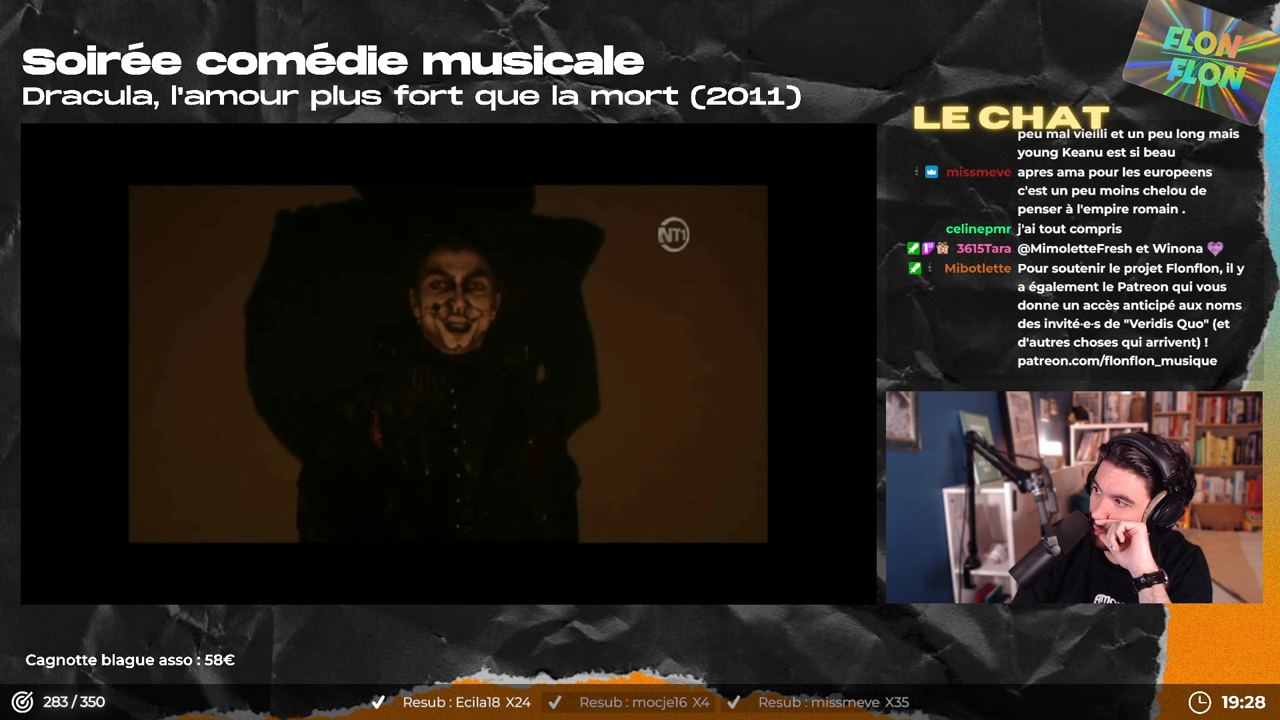 Soirée comédie musicale
Dracula, l'amour plus fort que la mort (2011)
FLON
FLON
LE CHAT
peu mal vieilli et un peu long mais
young Keanu est si beau
missmeve apres ama pour les europeens
c'est un peu moins chelou de
penser à l'empire romain .
celinepmr j'ai tout compris
3615Tara @MimoletteFresh et Winona 💜
Mibotlette Pour soutenir le projet Flonflon, il y
a également le Patreon qui vous
donne un accès anticipé aux noms
des invité·e·s de "Veridis Quo" (et
d'autres choses qui arrivent) !
patreon.com/flonflon_musique
NT1
Cagnotte blague asso : 58€
283 / 350
Resub : Ecila18 X24
Resub : mocje16 X4
Resub : missmeve X35
19:28